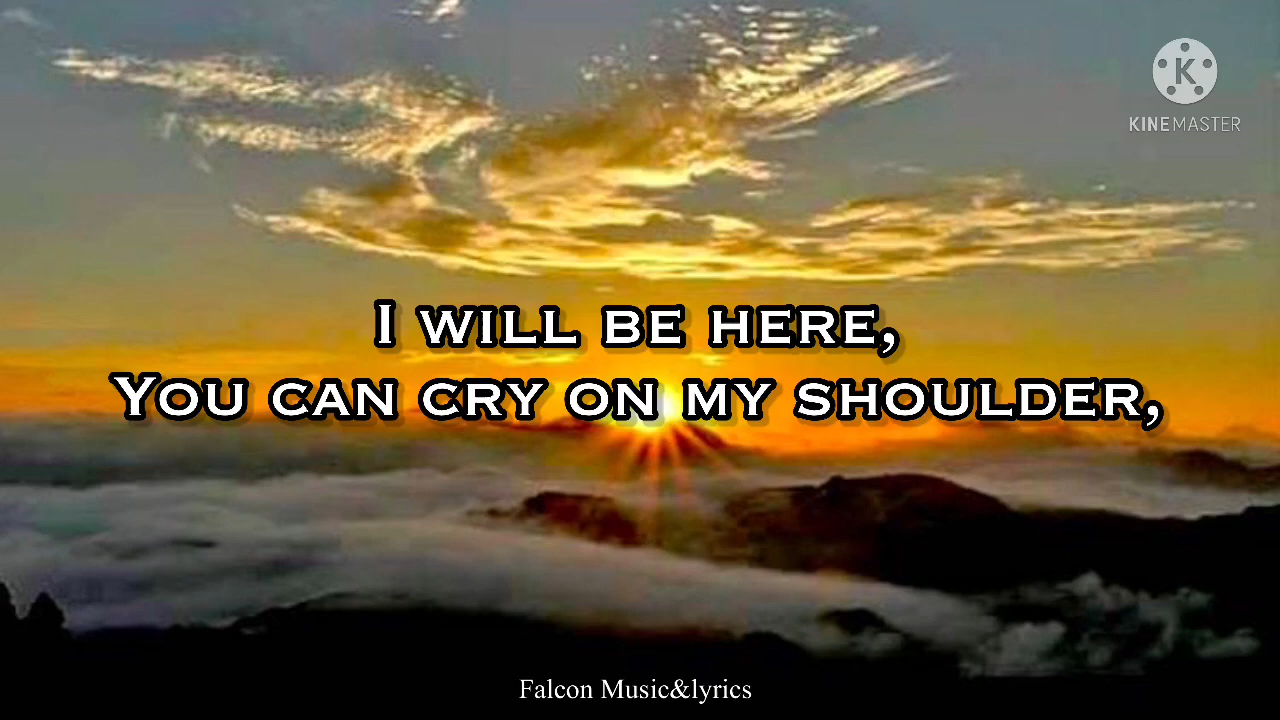 KINEMASTER
I WILL BE HERE,
YOU CAN CRY ON MY SHOULDER,
Falcon Music&lyrics